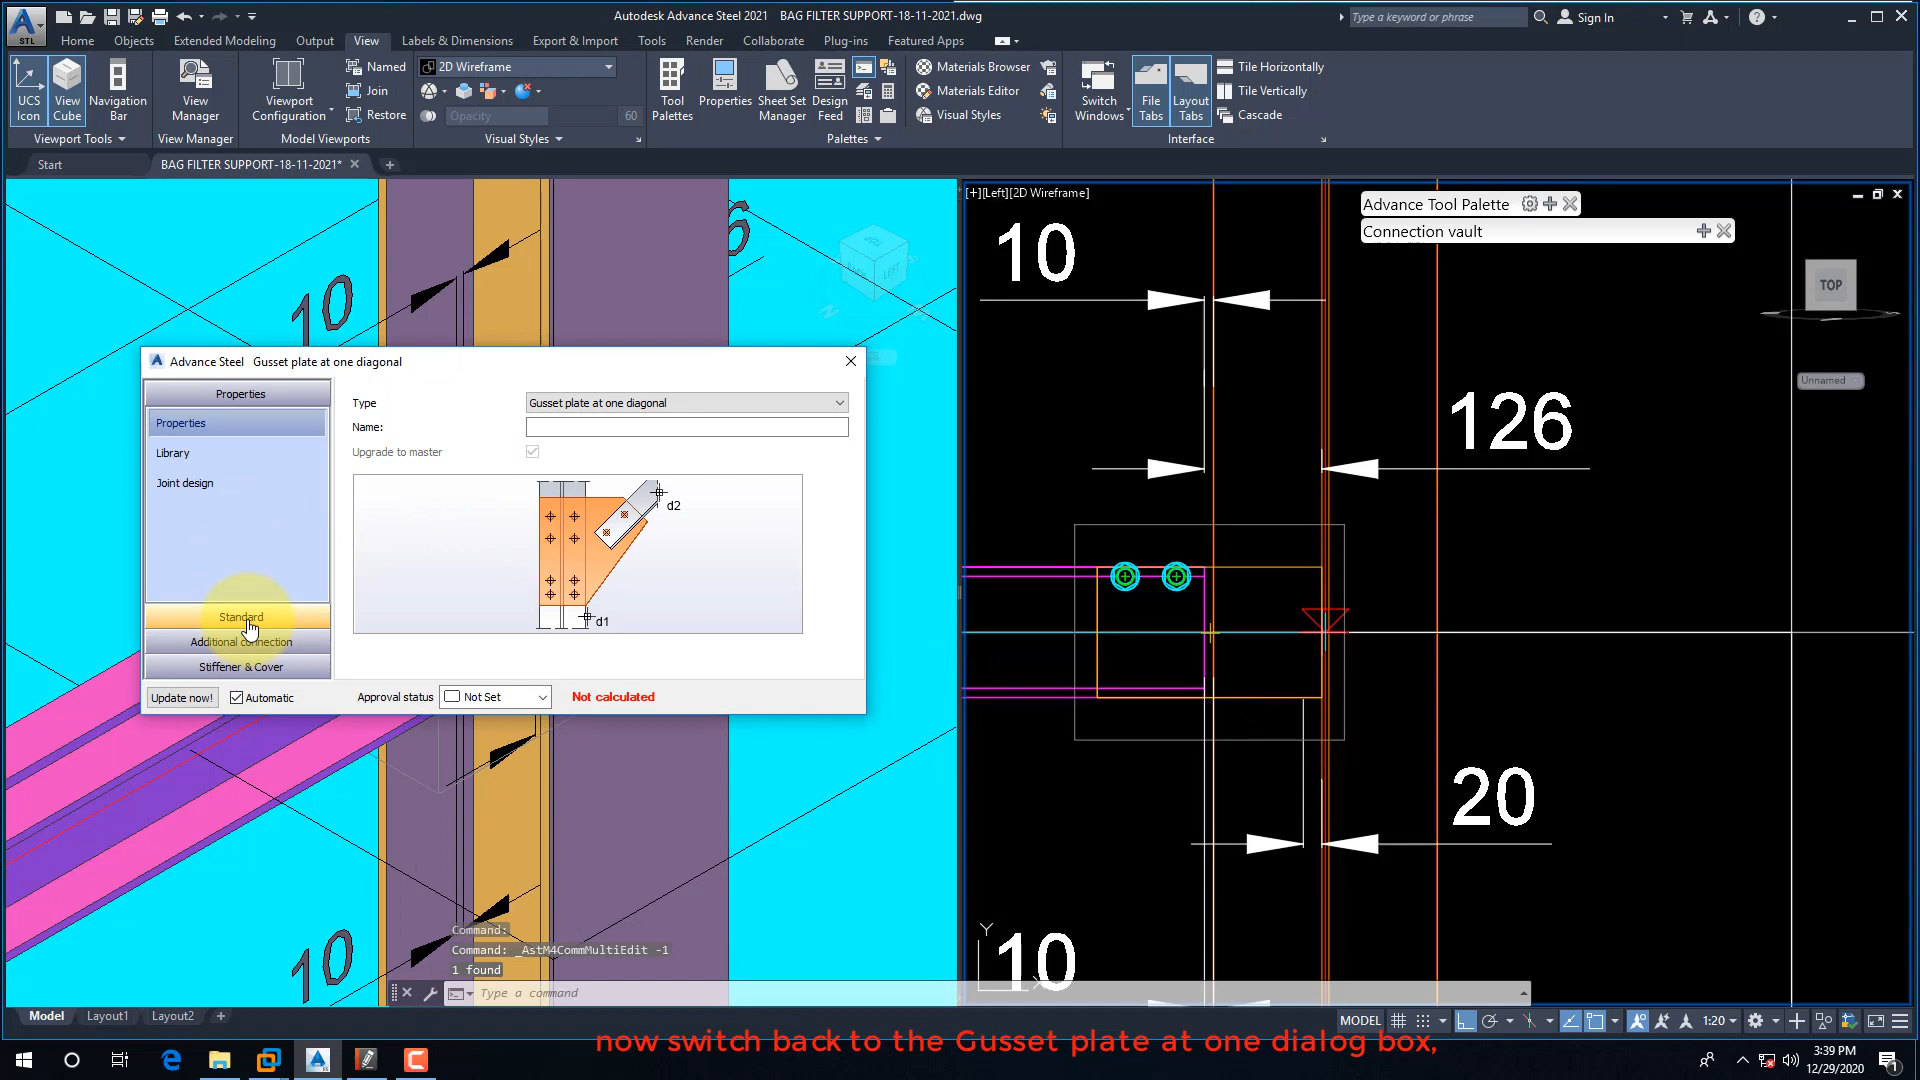 STL
Autodesk Advance Steel 2021 BAG FILTER SUPPORT-18-11-2021.dwg
Type a keyword or phrase
Sign In
Home Objects Extended Modeling Output View Labels & Dimensions Export & Import Tools Render Collaborate Plug-ins Featured Apps
UCS Icon
View Cube
Navigation Bar
Viewport Tools
View Manager
View Manager
Viewport Configuration
Named
Join
Restore
Model Viewports
2D Wireframe
Opacity 60
Visual Styles
Tool Palettes
Properties
Sheet Set Manager
Design Feed
Materials Browser
Materials Editor
Visual Styles
Palettes
Switch Windows
File Tabs
Layout Tabs
Tile Horizontally
Tile Vertically
Cascade
Interface
Start
BAG FILTER SUPPORT-18-11-2021*
[+][Left][2D Wireframe]
Advance Tool Palette
Connection vault
TOP
Unnamed
10
126
20
10
10
10
6
TOP
LEFT
Advance Steel Gusset plate at one diagonal
Properties
Properties
Library
Joint design
Standard
Additional connection
Stiffener & Cover
Type Gusset plate at one diagonal
Name:
Upgrade to master
d2
d1
Update now! Automatic Approval status Not Set Not calculated
Command:
Command: _AstM4CommMultiEdit -1
1 found
Type a command
Y
X
Model Layout1 Layout2
MODEL 1:20
now switch back to the Gusset plate at one dialog box,
3:39 PM
12/29/2020
1